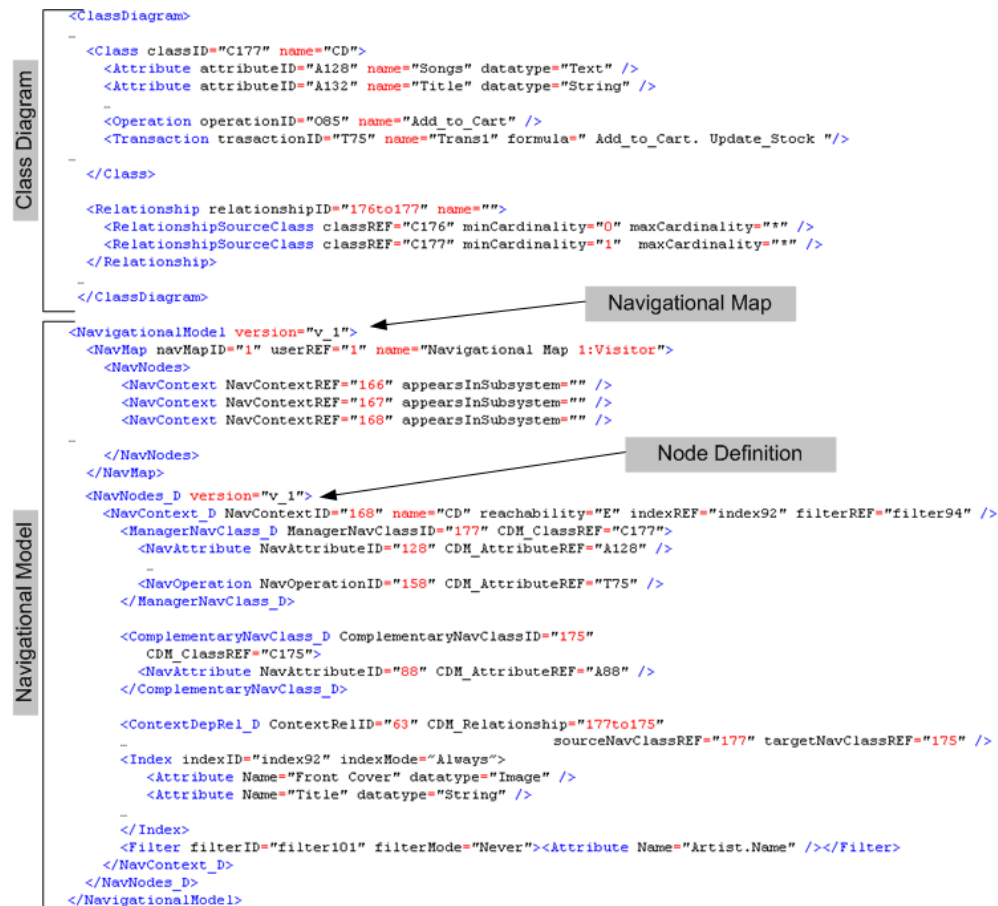 <ClassDiagram>
…
<Class classID="C177" name="CD">
<Attribute attributeID="A128" name="Songs" datatype="Text" />
<Attribute attributeID="A132" name="Title" datatype="String" />
…
<Operation operationID="O85" name="Add_to_Cart" />
<Transaction trasactionID="T75" name="Trans1" formula=" Add_to_Cart. Update_Stock "/>
…
</Class>
<Relationship relationshipID="176to177" name="">
<RelationshipSourceClass classREF="C176" minCardinality="0" maxCardinality="*" />
<RelationshipSourceClass classREF="C177" minCardinality="1" maxCardinality="*" />
</Relationship>
…
</ClassDiagram>
Class Diagram
Navigational Map
<NavigationalModel version="v_1">
<NavMap navMapID="1" userREF="1" name="Navigational Map 1:Visitor">
<NavNodes>
<NavContext NavContextREF="166" appearsInSubsystem="" />
<NavContext NavContextREF="167" appearsInSubsystem="" />
<NavContext NavContextREF="168" appearsInSubsystem="" />
…
</NavNodes>
</NavMap>
Node Definition
<NavNodes_D version="v_1">
<NavContext_D NavContextID="168" name="CD" reachability="E" indexREF="index92" filterREF="filter94" />
<ManagerNavClass_D ManagerNavClassID="177" CDM_ClassREF="C177">
<NavAttribute NavAttributeID="128" CDM_AttributeREF="A128" />
…
<NavOperation NavOperationID="158" CDM_AttributeREF="T75" />
</ManagerNavClass_D>
<ComplementaryNavClass_D ComplementaryNavClassID="175"
CDM_ClassREF="C175">
<NavAttribute NavAttributeID="88" CDM_AttributeREF="A88" />
</ComplementaryNavClass_D>
<ContextDepRel_D ContextRelID="63" CDM_Relationship="177to175"
… sourceNavClassREF="177" targetNavClassREF="175" />
<Index indexID="index92" indexMode="Always">
<Attribute Name="Front Cover" datatype="Image" />
<Attribute Name="Title" datatype="String" />
…
</Index>
<Filter filterID="filter101" filterMode="Never"><Attribute Name="Artist.Name" /></Filter>
</NavContext_D>
</NavNodes_D>
</NavigationalModel>
Navigational Model